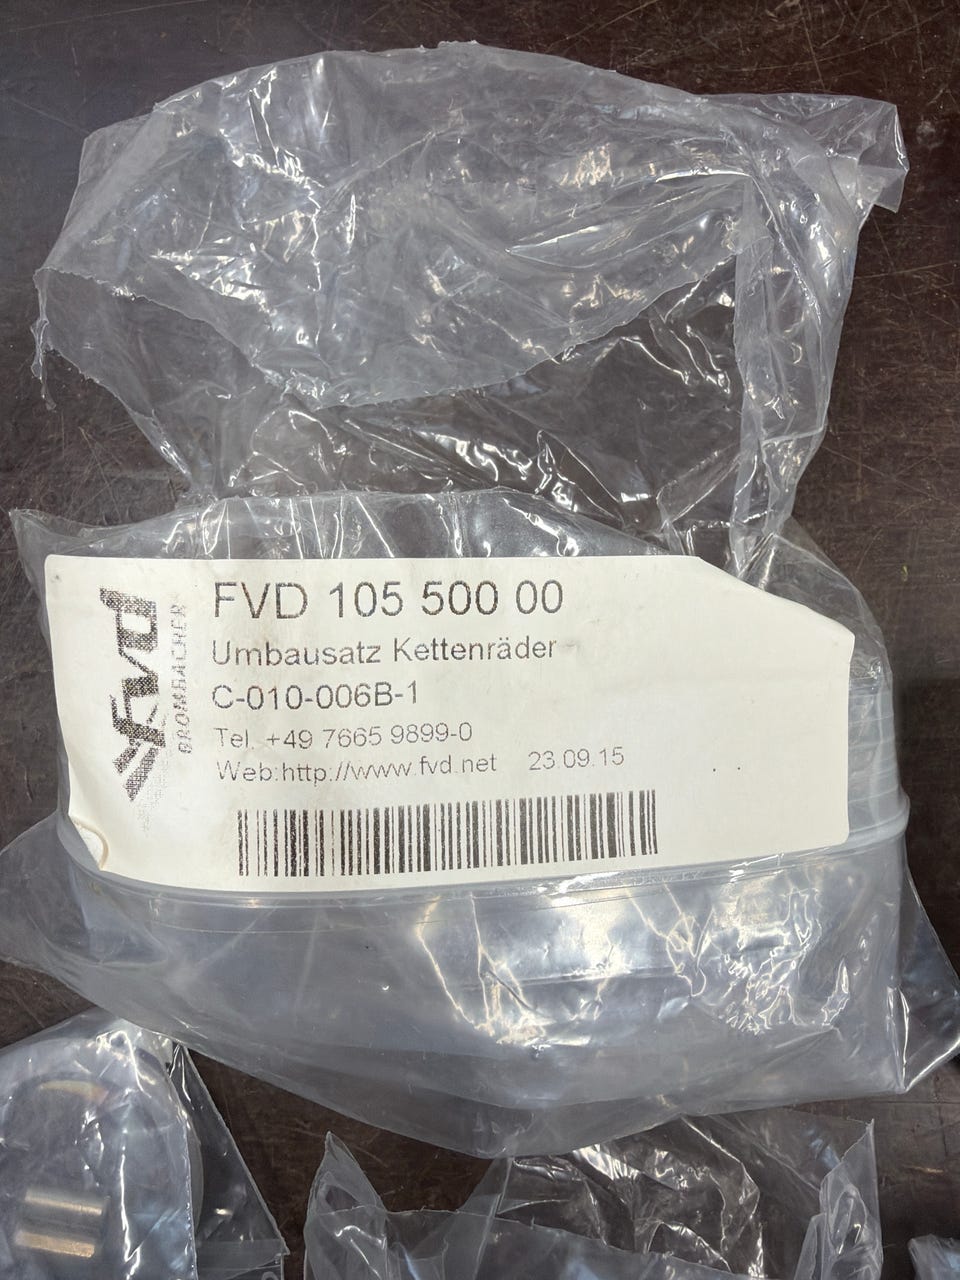 fvd
BROMBACHER
FVD 105 500 00
Umbausatz Kettenräder
C-010-006B-1
Tel. +49 7665 9899-0
Web:http://www.fvd.net 23.09.15